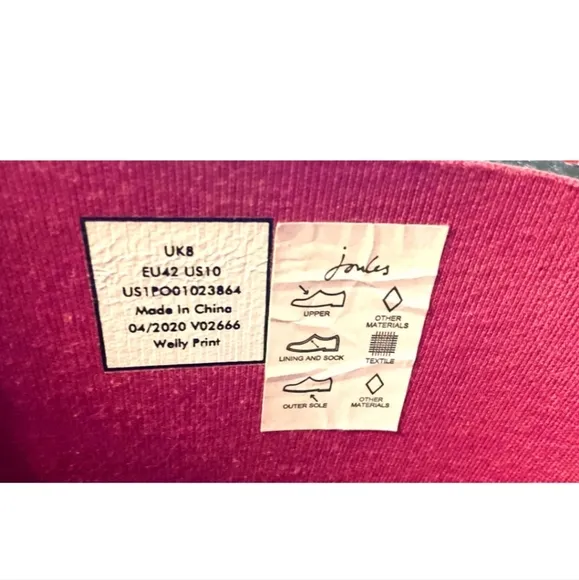 UK8
EU42 US10
US1PO01023864
Made In China
04/2020 V02666
Welly Print
joules
UPPER
OTHER
MATERIALS
LINING AND SOCK
TEXTILE
OUTER SOLE
OTHER
MATERIALS